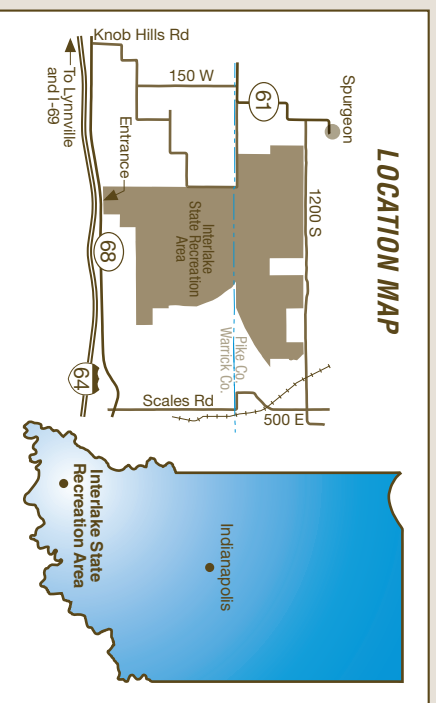 LOCATION MAP
Spurgeon
61
1200 S
150 W
Knob Hills Rd
Interlake
State Recreation
Area
Pike Co.
Warrick Co.
Scales Rd
500 E
Entrance
68
64
To Lynnville
and I-69
Indianapolis
Interlake State
Recreation Area